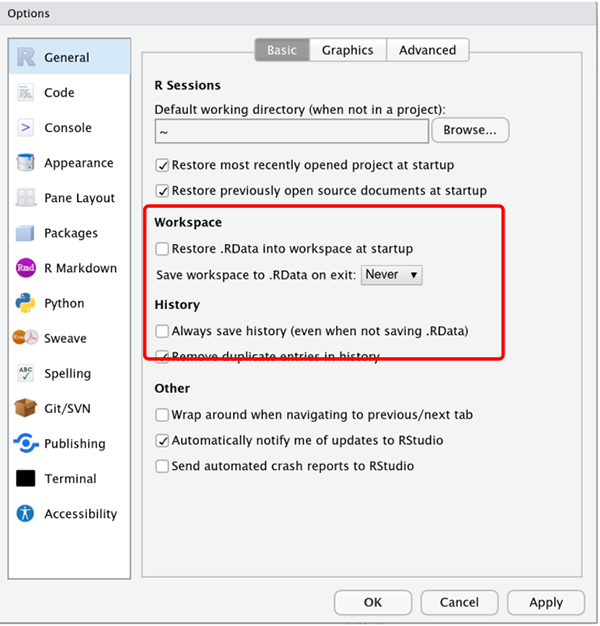 Options
General
Code
Console
Appearance
Pane Layout
Packages
Rmd R Markdown
Python
Sweave
ABC Spelling
Git/SVN
Publishing
Terminal
Accessibility
Basic Graphics Advanced
R Sessions
Default working directory (when not in a project):
~ Browse...
Restore most recently opened project at startup
Restore previously open source documents at startup
Workspace
Restore .RData into workspace at startup
Save workspace to .RData on exit: Never
History
Always save history (even when not saving .RData)
Remove duplicate entries in history
Other
Wrap around when navigating to previous/next tab
Automatically notify me of updates to RStudio
Send automated crash reports to RStudio
OK Cancel Apply